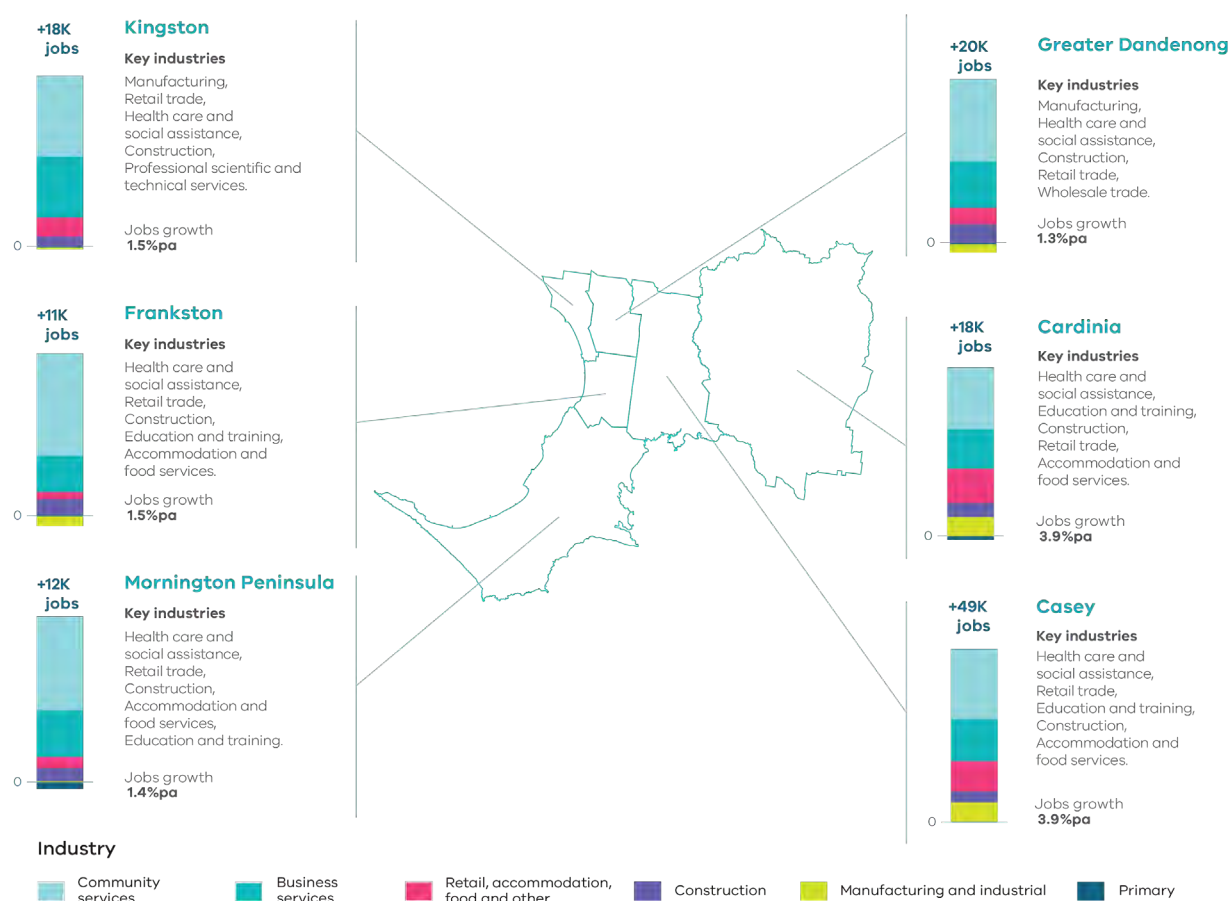 +18K
jobs
Kingston
Key industries
Manufacturing,
Retail trade,
Health care and
social assistance,
Construction,
Professional scientific and
technical services.
Jobs growth
1.5%pa
0
+11K
jobs
Frankston
Key industries
Health care and
social assistance,
Retail trade,
Construction,
Education and training,
Accommodation and
food services.
Jobs growth
1.5%pa
0
+12K
jobs
Mornington Peninsula
Key industries
Health care and
social assistance,
Retail trade,
Construction,
Accommodation and
food services,
Education and training.
Jobs growth
1.4%pa
0
+20K
jobs
Greater Dandenong
Key industries
Manufacturing,
Health care and
social assistance,
Construction,
Retail trade,
Wholesale trade.
Jobs growth
1.3%pa
0
+18K
jobs
Cardinia
Key industries
Health care and
social assistance,
Education and training,
Construction,
Retail trade,
Accommodation and
food services.
Jobs growth
3.9%pa
0
+49K
jobs
Casey
Key industries
Health care and
social assistance,
Retail trade,
Education and training,
Construction,
Accommodation and
food services.
Jobs growth
3.9%pa
0
Industry
Community
services
Business
services
Retail, accommodation,
food and other
Construction
Manufacturing and industrial
Primary